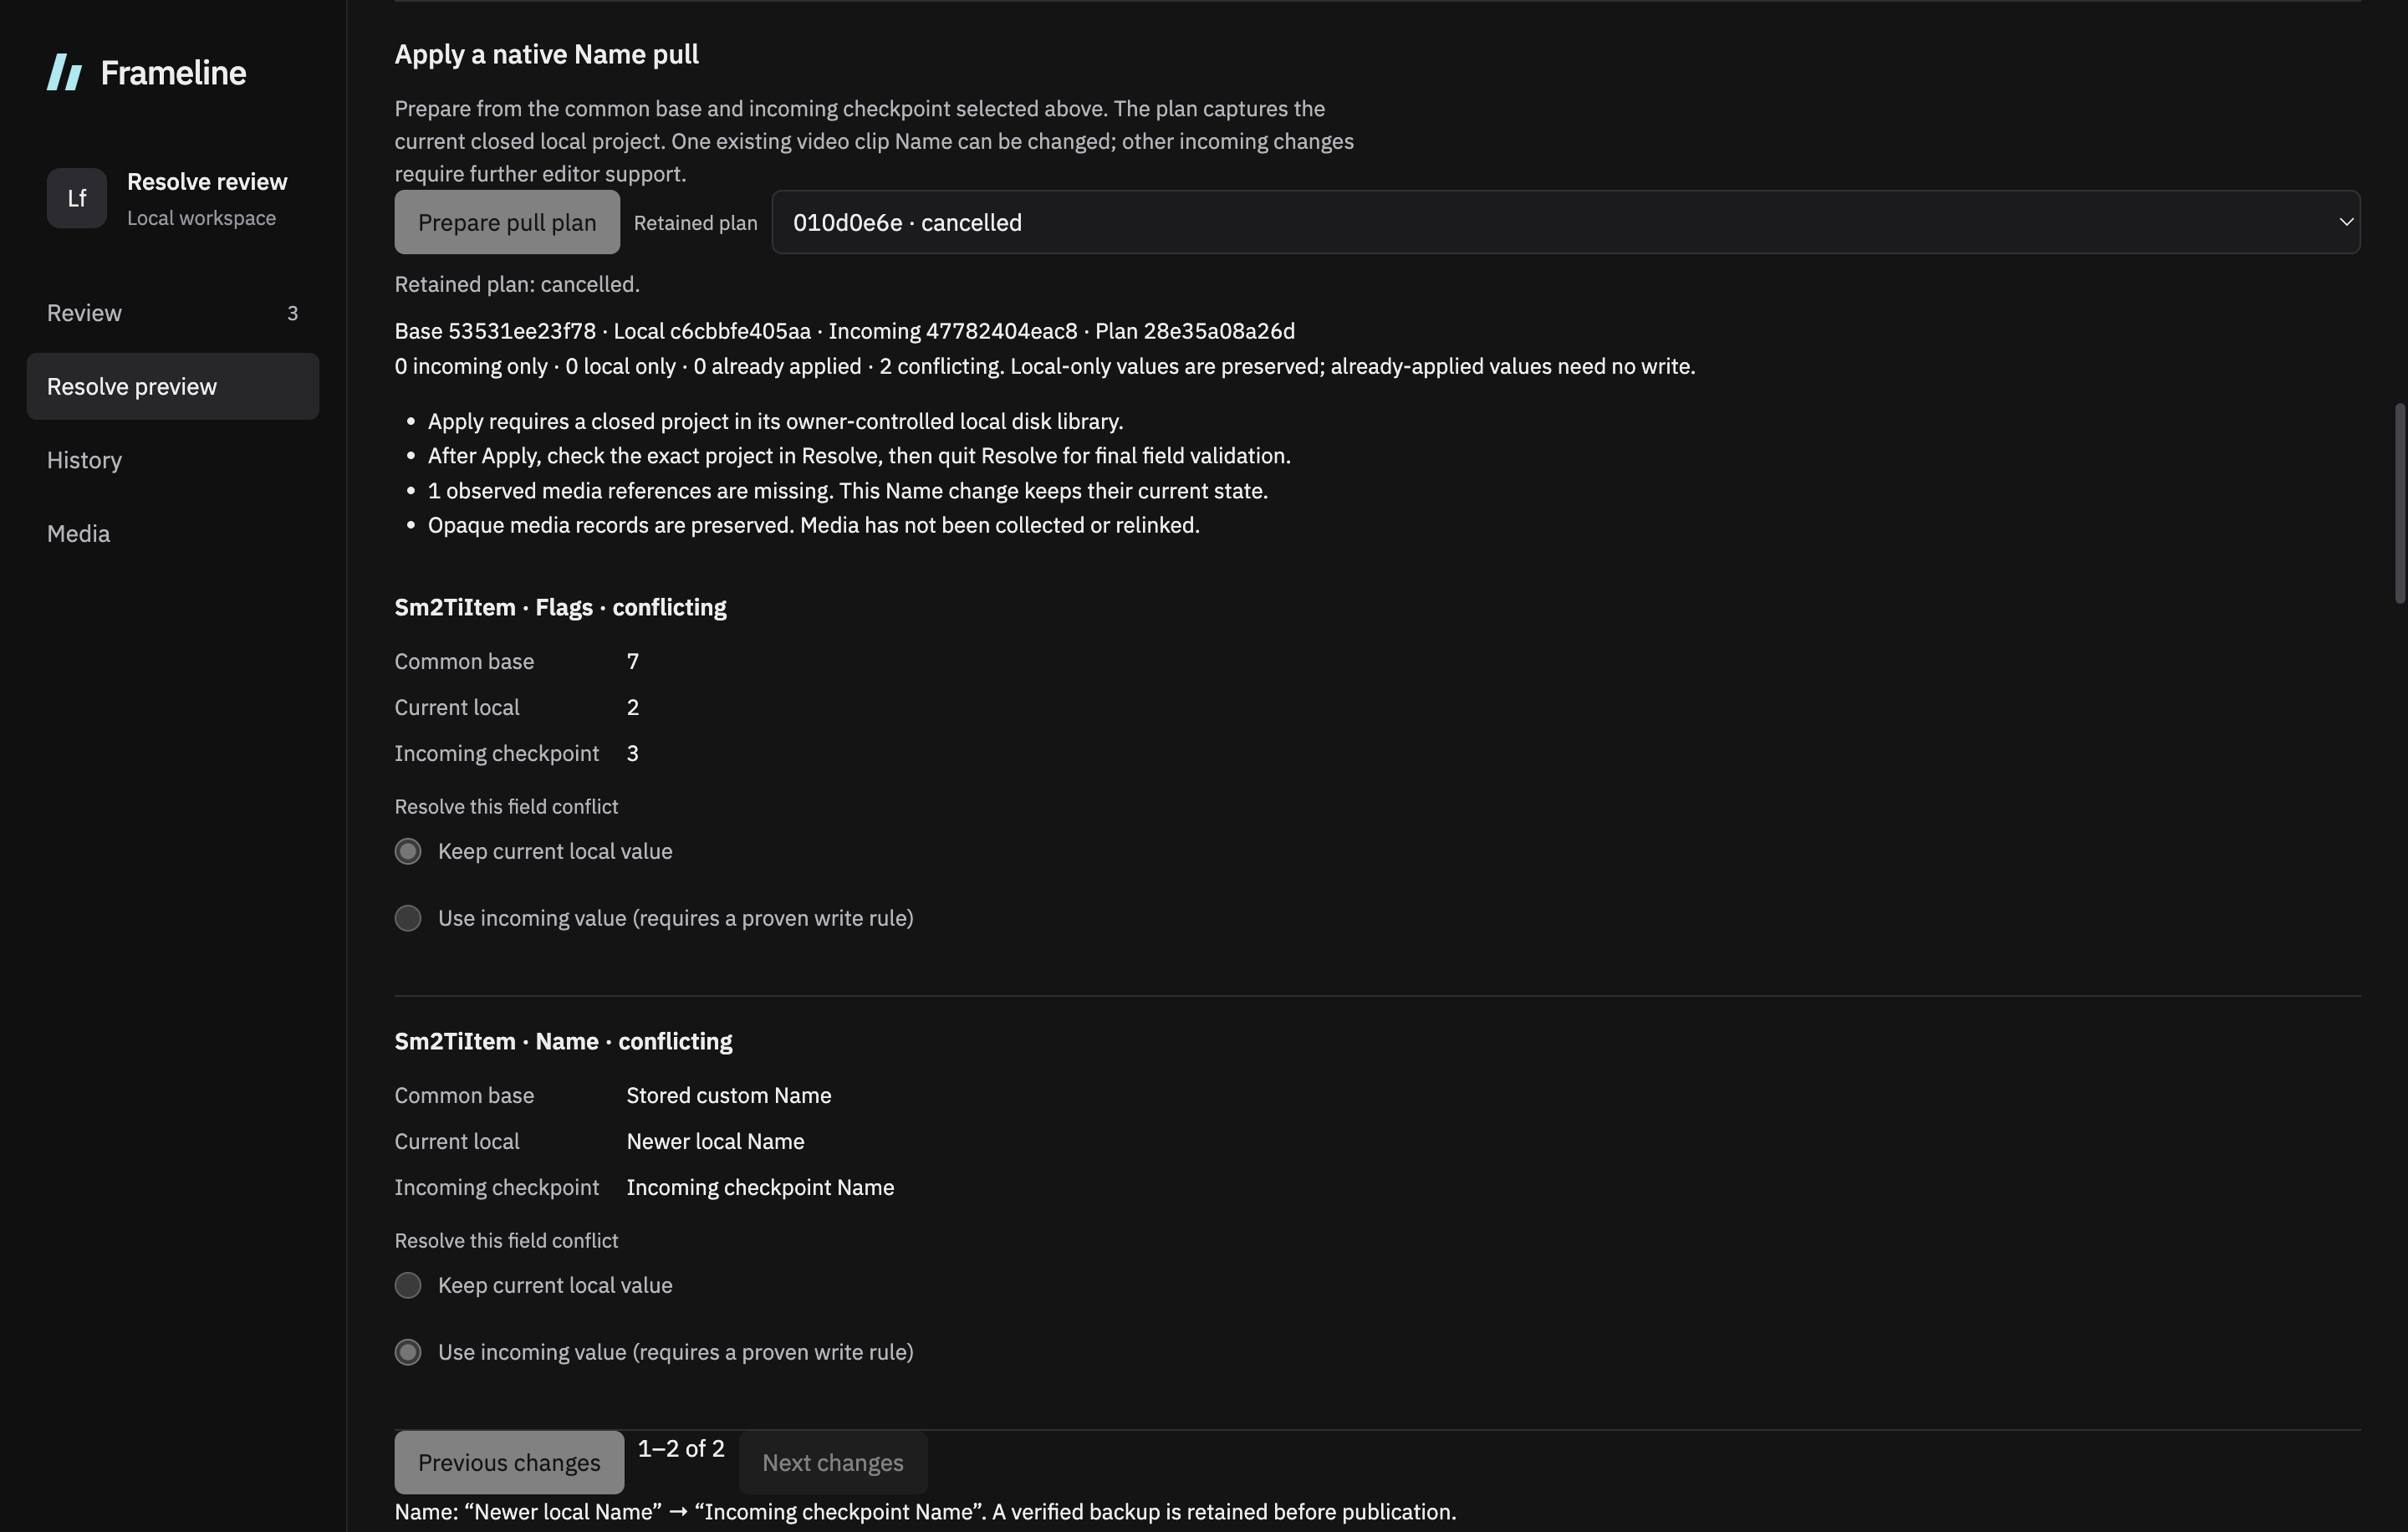 Frameline
Lf
Resolve review
Local workspace
Review 3
Resolve preview
History
Media
Apply a native Name pull
Prepare from the common base and incoming checkpoint selected above. The plan captures the
current closed local project. One existing video clip Name can be changed; other incoming changes
require further editor support.
Prepare pull plan Retained plan 010d0e6e · cancelled
Retained plan: cancelled.
Base 53531ee23f78 · Local c6cbbfe405aa · Incoming 47782404eac8 · Plan 28e35a08a26d
0 incoming only · 0 local only · 0 already applied · 2 conflicting. Local-only values are preserved; already-applied values need no write.
• Apply requires a closed project in its owner-controlled local disk library.
• After Apply, check the exact project in Resolve, then quit Resolve for final field validation.
• 1 observed media references are missing. This Name change keeps their current state.
• Opaque media records are preserved. Media has not been collected or relinked.
Sm2TiItem · Flags · conflicting
Common base 7
Current local 2
Incoming checkpoint 3
Resolve this field conflict
Keep current local value
Use incoming value (requires a proven write rule)
Sm2TiItem · Name · conflicting
Common base Stored custom Name
Current local Newer local Name
Incoming checkpoint Incoming checkpoint Name
Resolve this field conflict
Keep current local value
Use incoming value (requires a proven write rule)
Previous changes 1–2 of 2 Next changes
Name: “Newer local Name” → “Incoming checkpoint Name”. A verified backup is retained before publication.